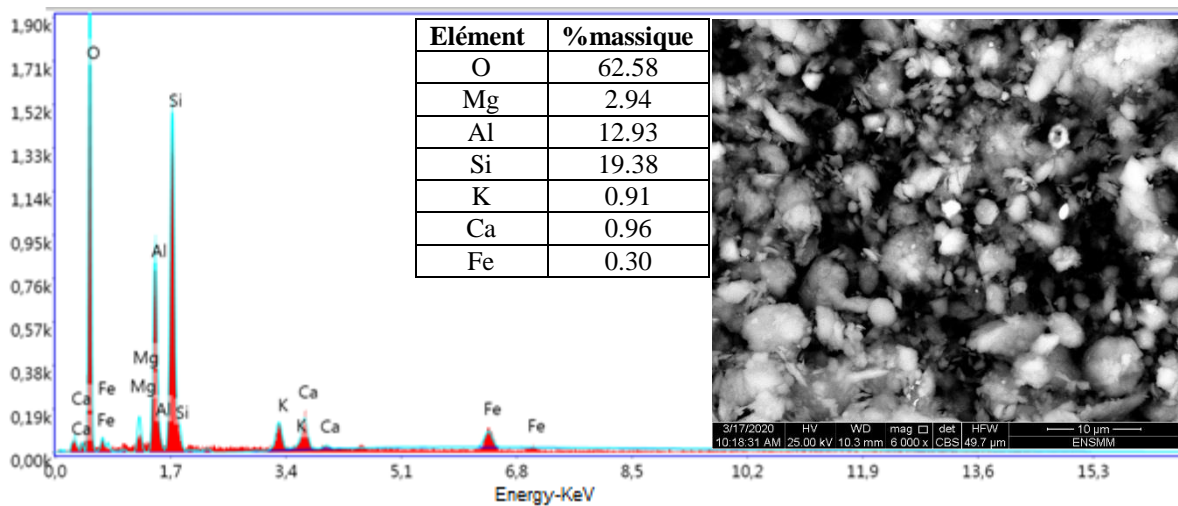 1.90k
1,71k
1,52k
1,33k
1,14k
0,95k
0,76k
0,57k
0,38k
0,19k
0,00k
O
Si
Al
Mg
Mg
Ca
Ca
Fe
Fe
Al
Si
K
Ca
K
Ca
Fe
Fe
0,0 1,7 3,4 5,1 6,8 8,5 10,2 11,9 13,6 15,3
Energy-KeV
Elément %massique
O 62.58
Mg 2.94
Al 12.93
Si 19.38
K 0.91
Ca 0.96
Fe 0.30
3/17/2020 HV WD mag □ det HFW 10 µm
10:18:31 AM 25.00 kV 10.3 mm 6 000 x CBS 49.7 µm ENSMM